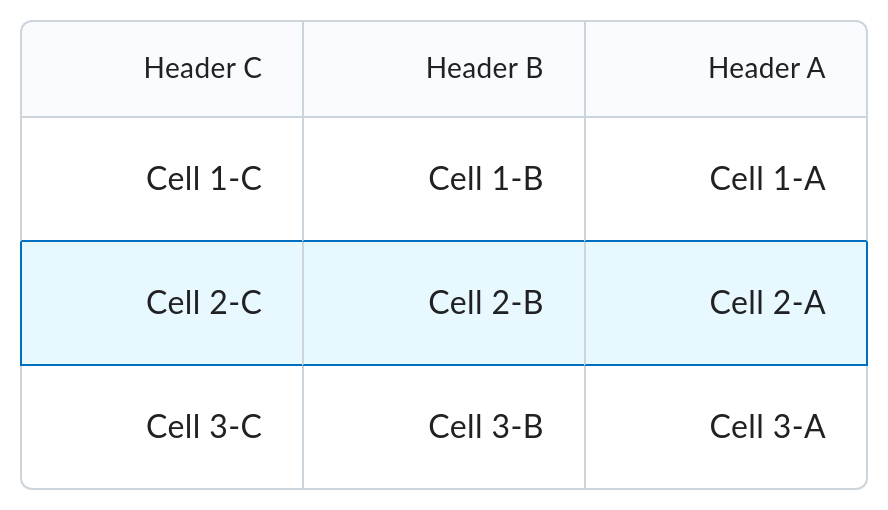 Header C Header B Header A
Cell 1-C Cell 1-B Cell 1-A
Cell 2-C Cell 2-B Cell 2-A
Cell 3-C Cell 3-B Cell 3-A